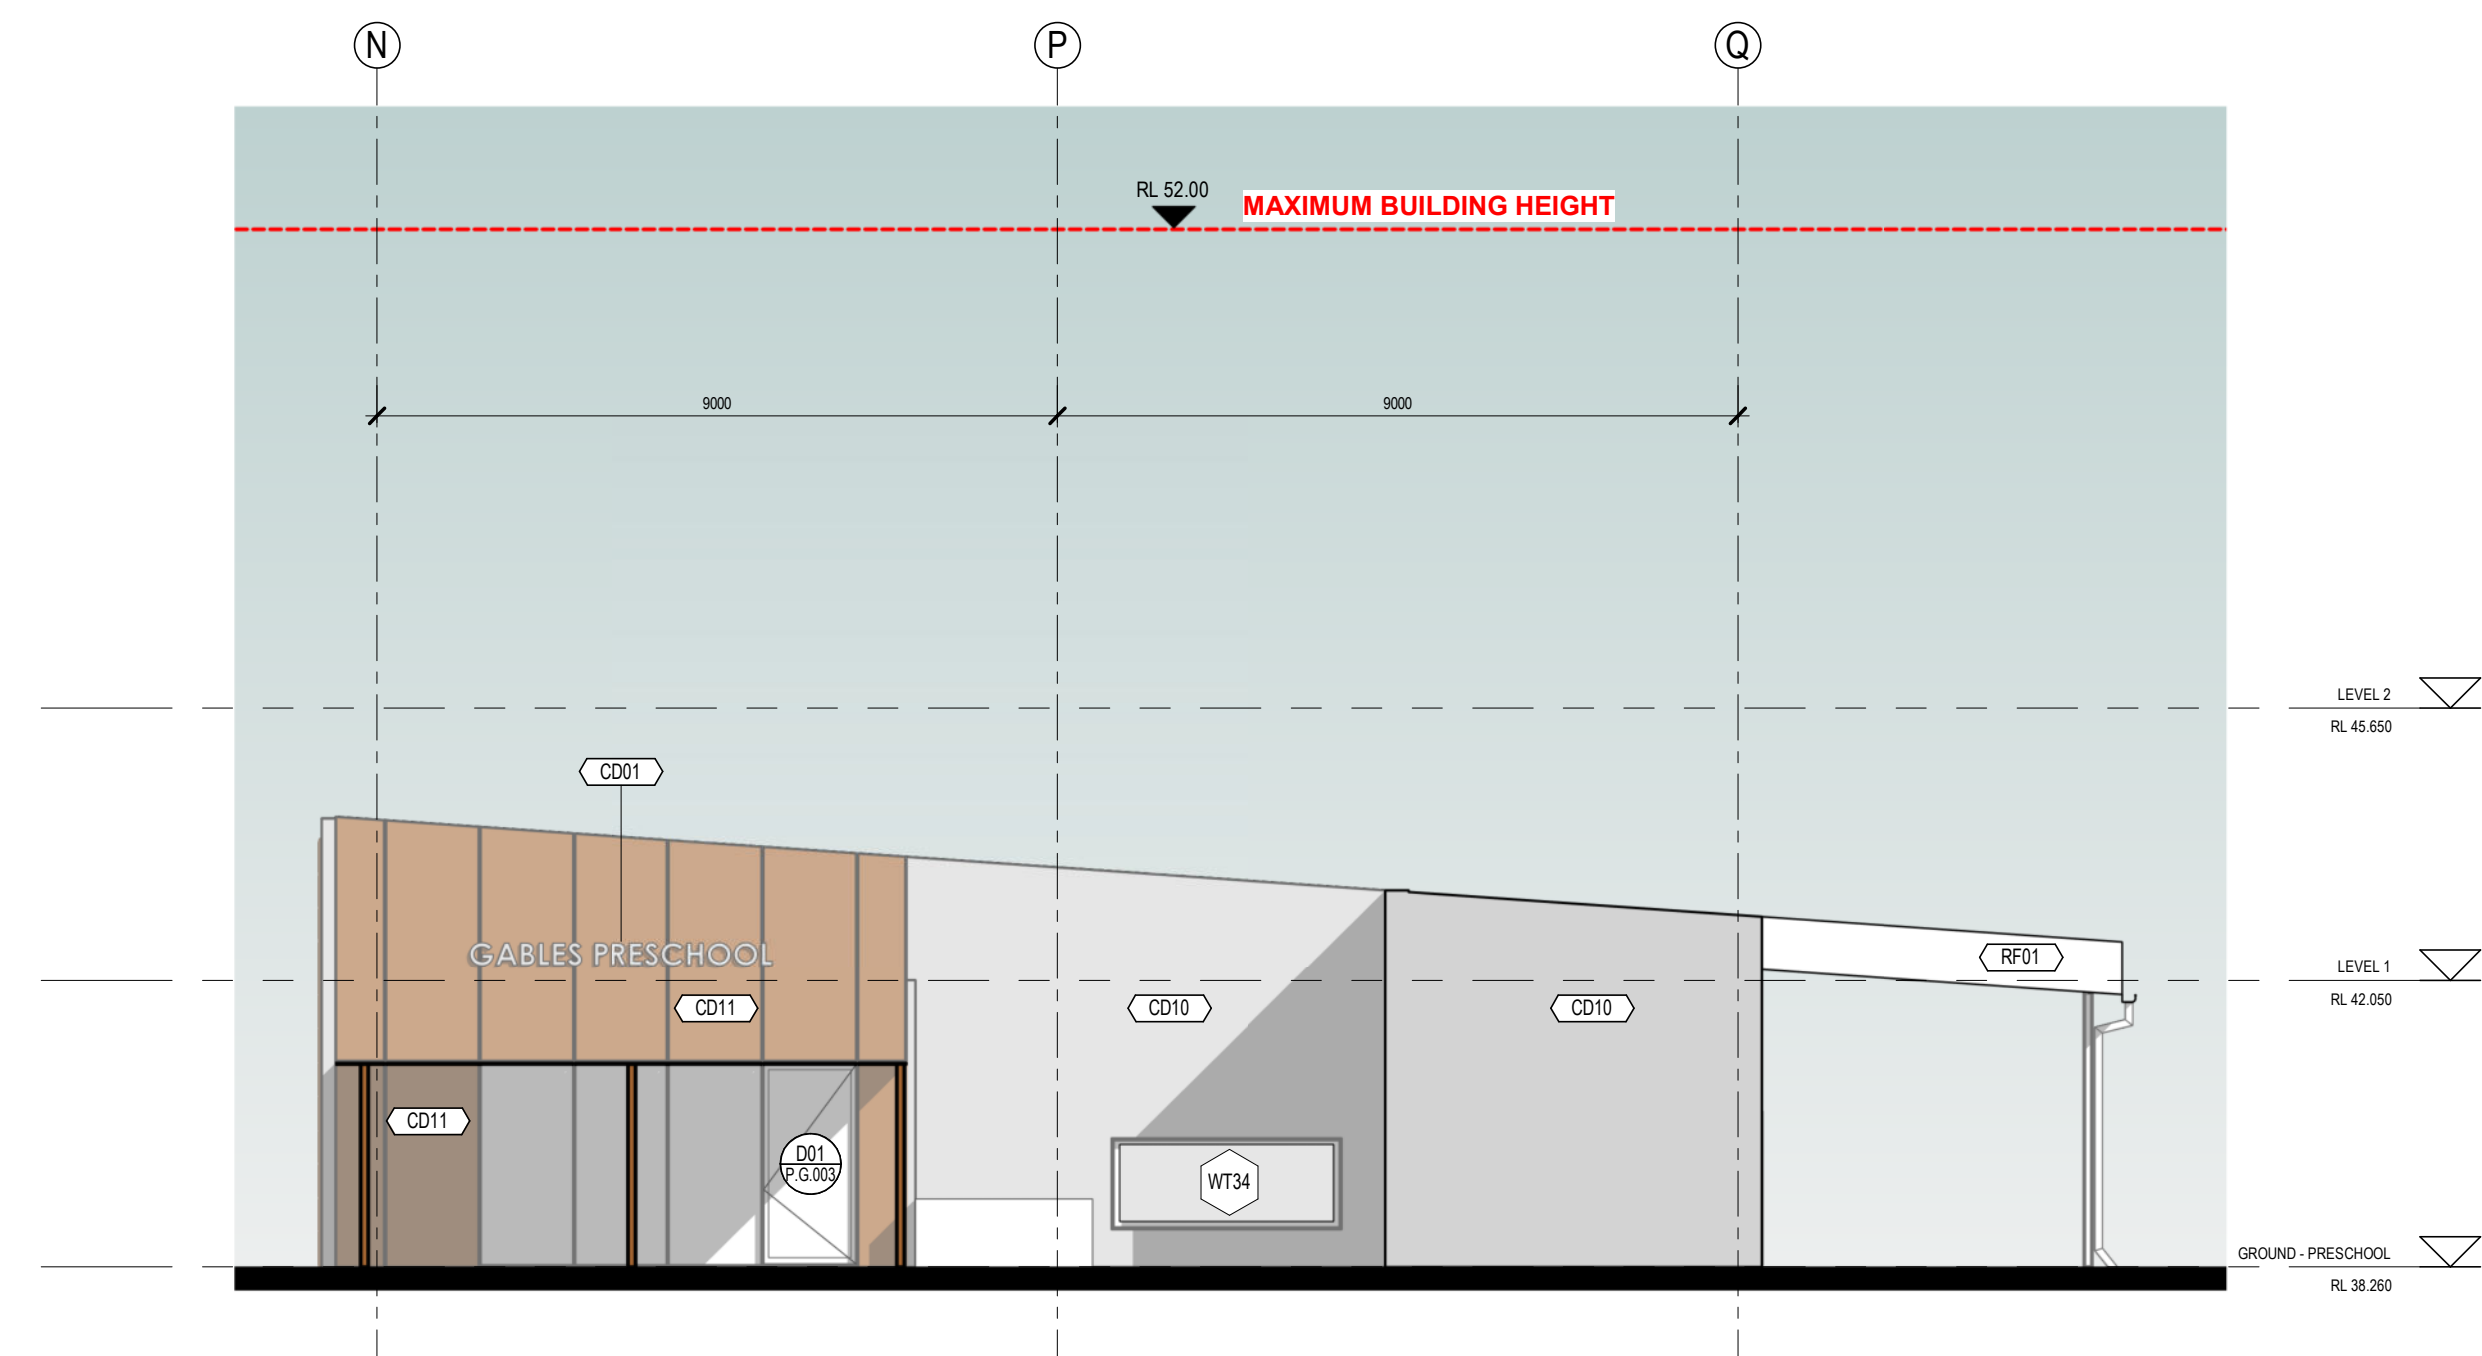 N
P
Q
RL 52.00
MAXIMUM BUILDING HEIGHT
9000
9000
LEVEL 2
RL 45.650
CD01
GABLES PRESCHOOL
RF01
LEVEL 1
RL 42.050
CD11
CD10
CD10
CD11
D01
P.G.003
WT34
GROUND - PRESCHOOL
RL 38.260